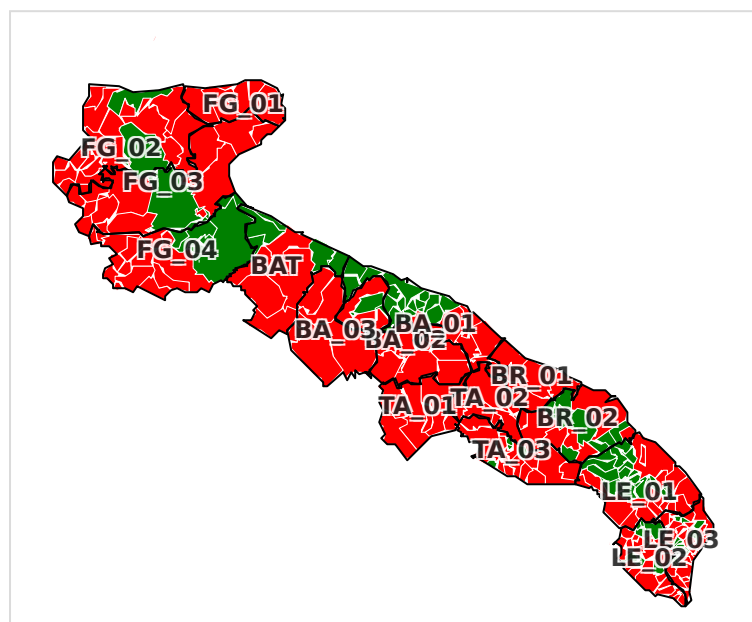 FG_01
FG_02
FG_03
FG_04
BAT
BA_01
BA_03
BA_02
BR_01
TA_02
TA_01
BR_02
TA_03
LE_01
LE_03
LE_02